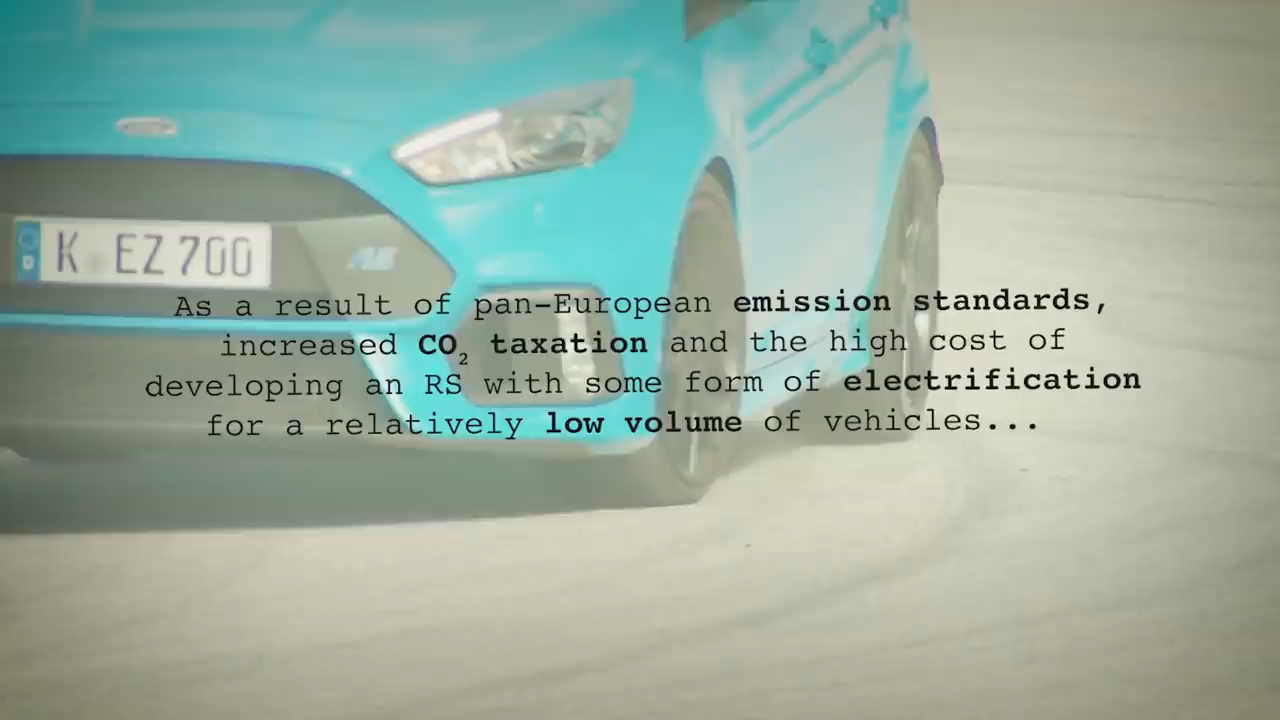 K EZ 700
As a result of pan-European emission standards,
increased CO₂ taxation and the high cost of
developing an RS with some form of electrification
for a relatively low volume of vehicles...